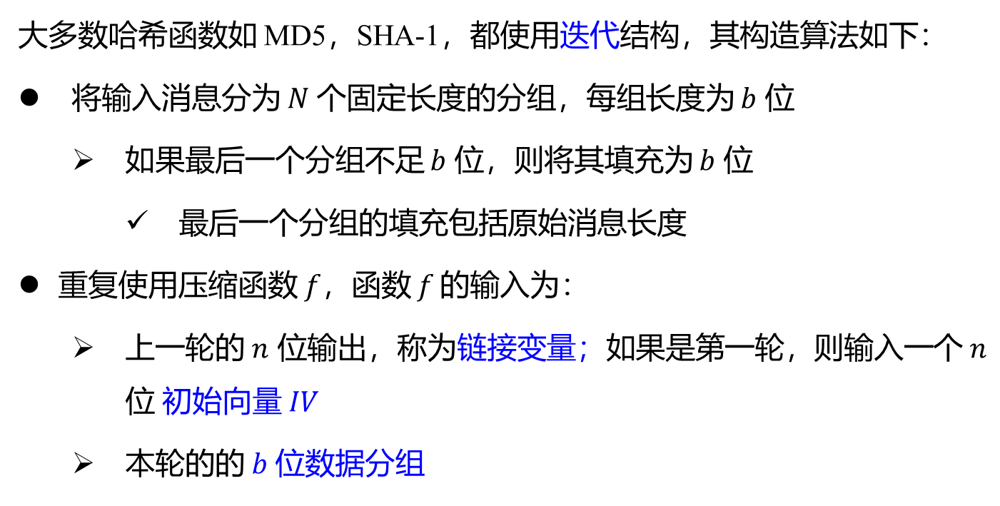 大多数哈希函数如 MD5，SHA-1，都使用迭代结构，其构造算法如下：
● 将输入消息分为 N 个固定长度的分组，每组长度为 b 位
➢ 如果最后一个分组不足 b 位，则将其填充为 b 位
✓ 最后一个分组的填充包括原始消息长度
● 重复使用压缩函数 f，函数 f 的输入为：
➢ 上一轮的 n 位输出，称为链接变量；如果是第一轮，则输入一个 n
位 初始向量 IV
➢ 本轮的的 b 位数据分组